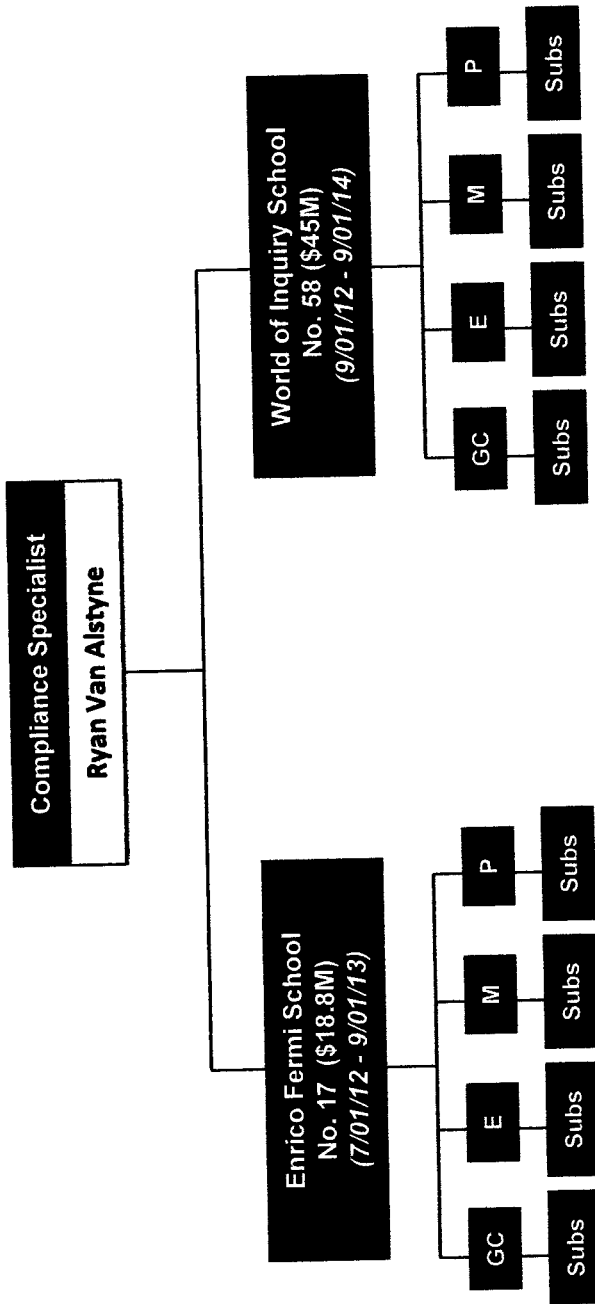 Compliance Specialist
Ryan Van Alstyne
Enrico Fermi School
No. 17 ($18.8M)
(7/01/12 - 9/01/13)
GC
E
M
P
Subs
Subs
Subs
Subs
World of Inquiry School
No. 58 ($45M)
(9/01/12 - 9/01/14)
GC
E
M
P
Subs
Subs
Subs
Subs